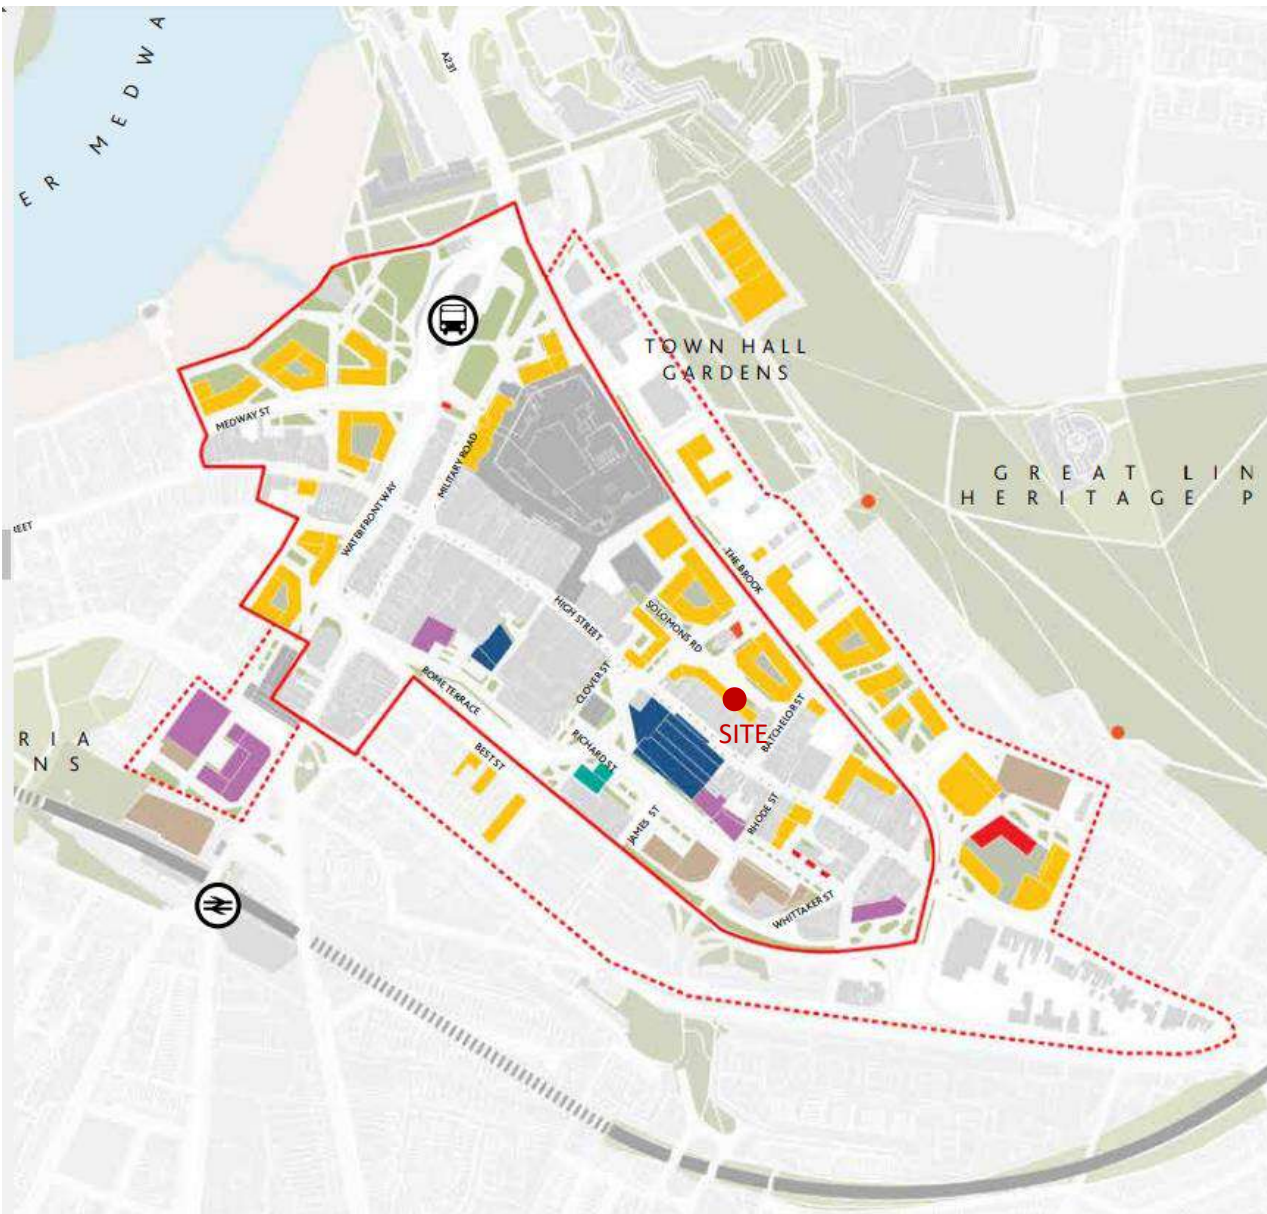 ER MEDWA
A231
TOWN HALL
GARDENS
MEDWAY ST
MILITARY ROAD
GREAT LIN
HERITAGE P
WATERFRONT WAY
REET
THE BROOK
HIGH STREET
SOLOMONS RD
CLOVER ST
ROME TERRACE
SITE
BATCHELOR ST
RIA
NS
RICHARD ST
BEST ST
JAMES ST
RHODE ST
WHITTAKER ST